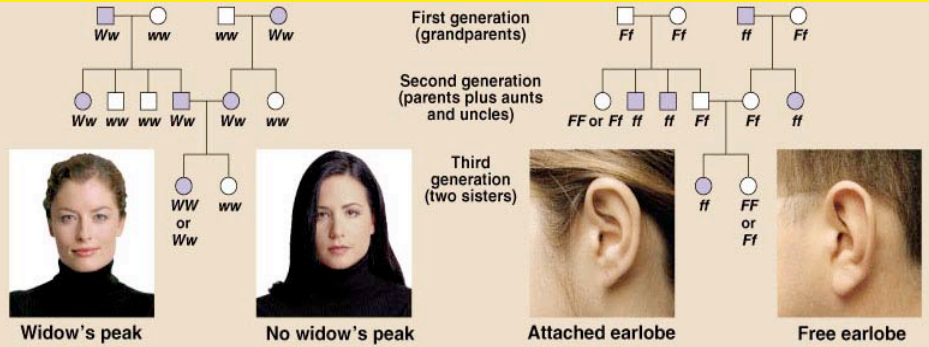 Ww ww ww Ww
First generation
(grandparents)
Ff Ff ff Ff
Second generation
(parents plus aunts
and uncles)
Ww ww ww Ww Ww ww
FF or Ff ff ff Ff Ff ff
Third
generation
(two sisters)
WW
or
Ww
ww
ff
FF
or
Ff
Widow's peak
No widow's peak
Attached earlobe
Free earlobe